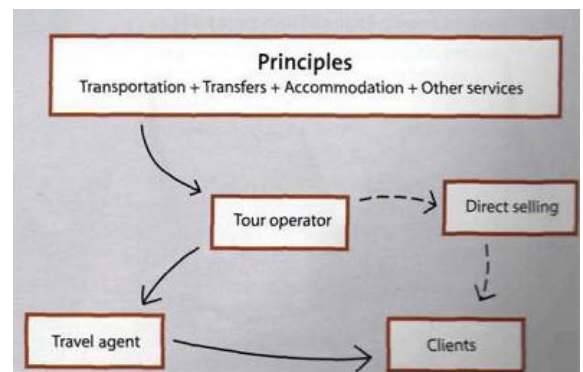 Principles
Transportation + Transfers + Accommodation + Other services
Tour operator
Direct selling
Travel agent
Clients